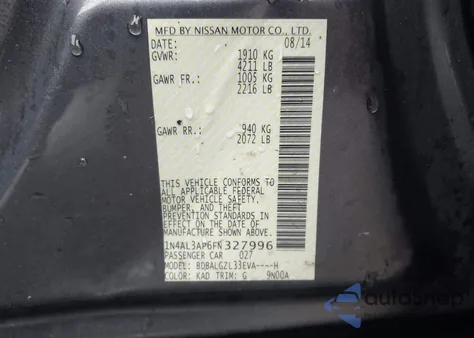 MFD BY NISSAN MOTOR CO., LTD.
DATE: 08/14
GVWR: 1910 KG
4211 LB
GAWR FR: 1005 KG
2216 LB
GAWR RR.: 940 KG
2072 LB
THIS VEHICLE CONFORMS TO
ALL APPLICABLE FEDERAL
MOTOR VEHICLE SAFETY,
BUMPER, AND THEFT
PREVENTION STANDARDS IN
EFFECT ON THE DATE OF
MANUFACTURE SHOWN ABOVE.
1N4AL3AP6FN327996
PASSENGER CAR 027
MODEL: BDBALGZL33EVA----H
COLOR: KAD TRIM: G 9N00A
Autosnap